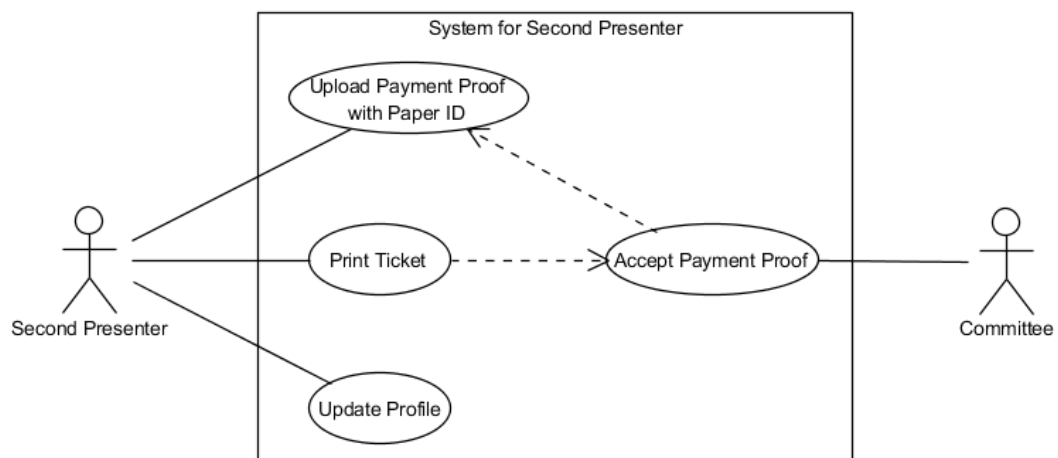 System for Second Presenter
Upload Payment Proof
with Paper ID
Print Ticket
Accept Payment Proof
Second Presenter
Committee
Update Profile